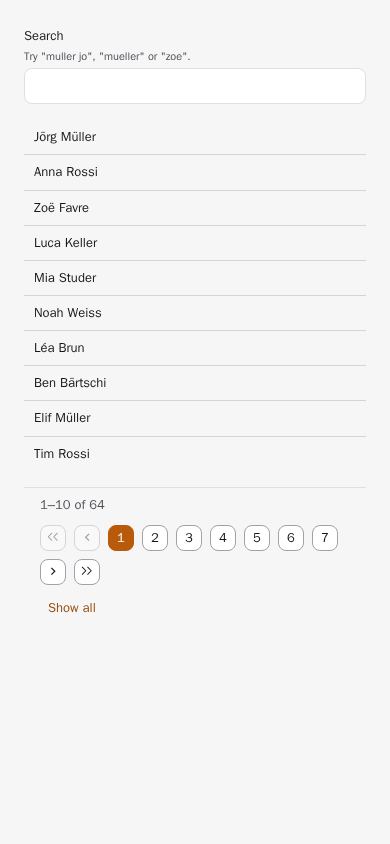 Search
Try "muller jo", "mueller" or "zoe".
Jörg Müller
Anna Rossi
Zoë Favre
Luca Keller
Mia Studer
Noah Weiss
Léa Brun
Ben Bärtschi
Elif Müller
Tim Rossi
1–10 of 64
1 2 3 4 5 6 7
Show all